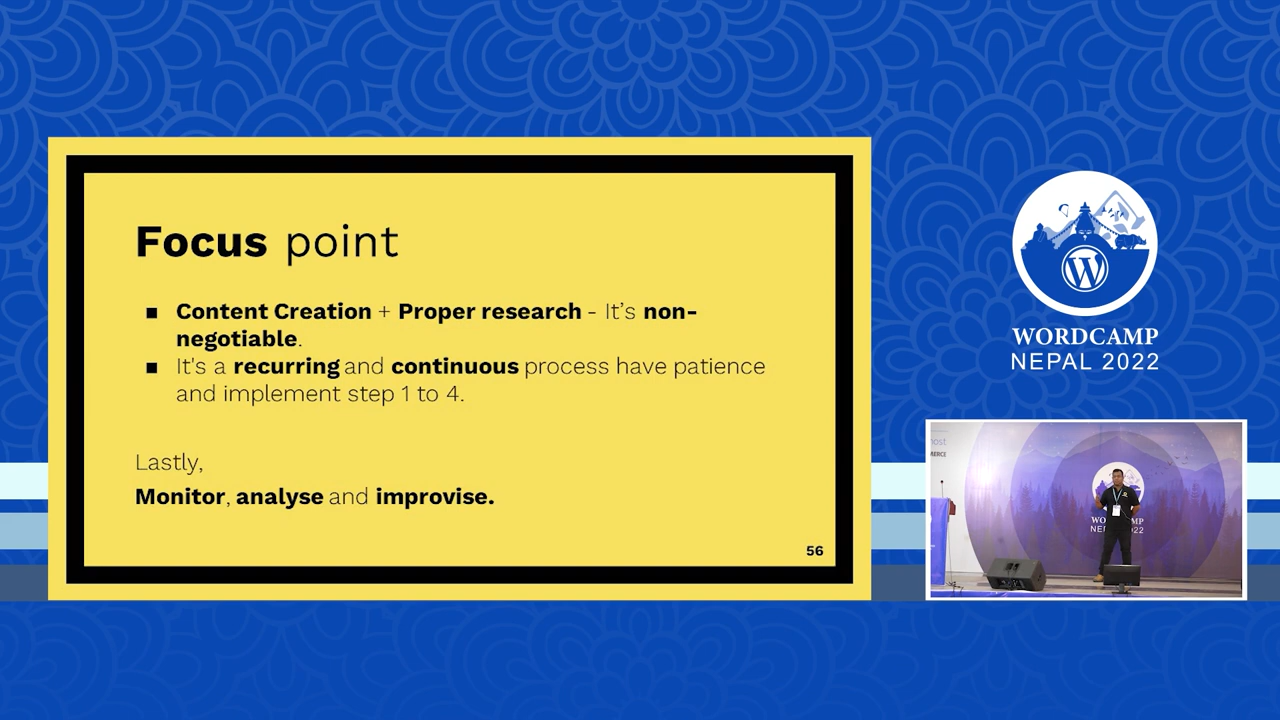 Focus point
■ Content Creation + Proper research - It’s non-
negotiable.
■ It's a recurring and continuous process have patience
and implement step 1 to 4.
Lastly,
Monitor, analyse and improvise.
56
WORDCAMP
NEPAL 2022
WORDCAMP
NEPAL 2022